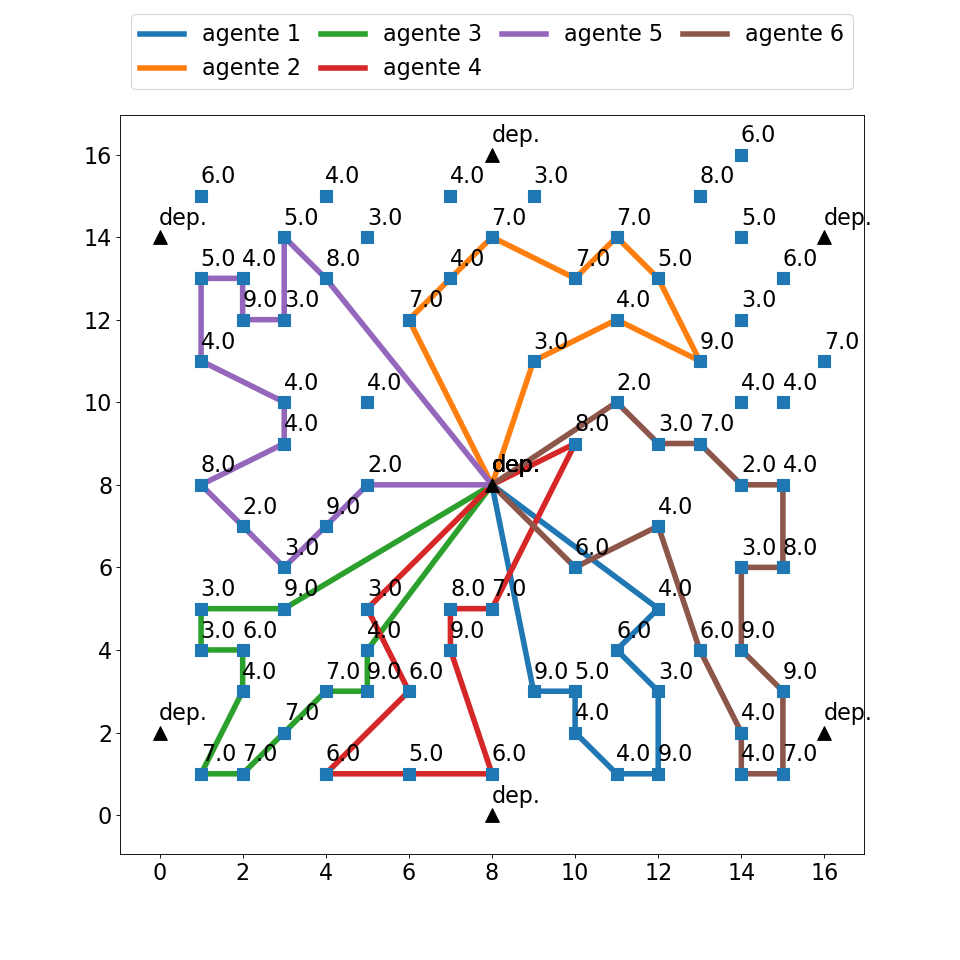 agente 1 agente 3 agente 5 agente 6
agente 2 agente 4
6.0
dep.
16
6.0 4.0 4.0 3.0 8.0
dep. 5.0 3.0 7.0 7.0 5.0 dep.
14
5.0 4.0 8.0 4.0 7.0 5.0 6.0
9.0 3.0 7.0 4.0 3.0
12
4.0 3.0 9.0 7.0
4.0 4.0 2.0 4.0 4.0
10
4.0 8.0 3.0 7.0
8.0 2.0 dep. 2.0 4.0
8
2.0 9.0 4.0
3.0 6.0 3.0 8.0
6
3.0 9.0 3.0 8.0 7.0 4.0
3.0 6.0 4.0 9.0 6.0 6.0 9.0
4
4.0 7.0 9.0 6.0 9.0 5.0 3.0 9.0
dep. 7.0 4.0 4.0 dep.
2
7.0 7.0 6.0 5.0 6.0 4.0 9.0 4.0 7.0
dep.
0
0 2 4 6 8 10 12 14 16